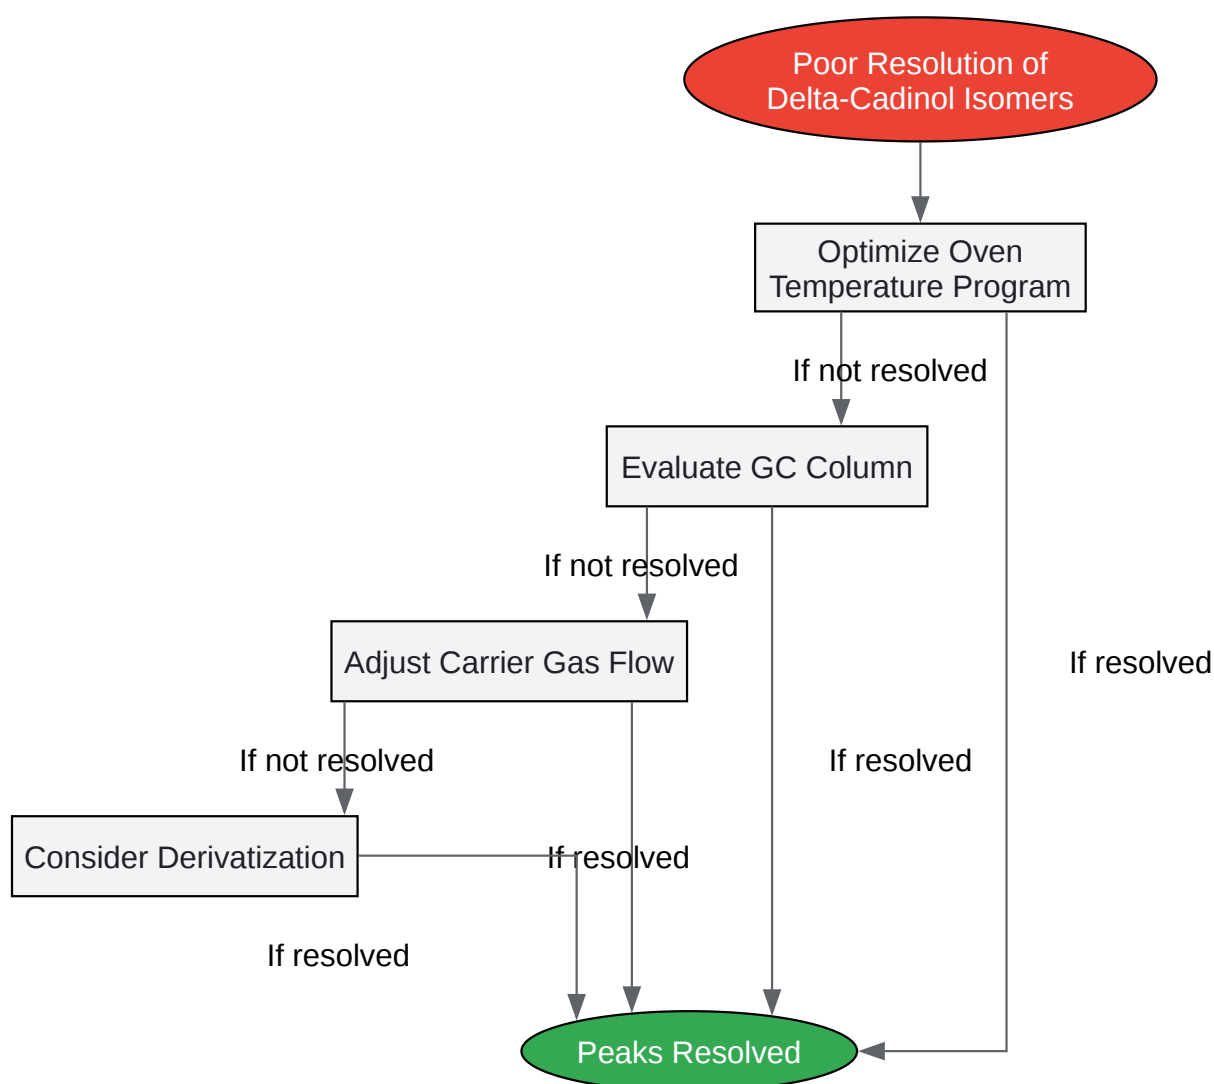 Poor Resolution of
Delta-Cadinol Isomers
Optimize Oven
Temperature Program
If not resolved
Evaluate GC Column
If not resolved
Adjust Carrier Gas Flow
If resolved
If not resolved
If resolved
Consider Derivatization
If resolved
If resolved
Peaks Resolved